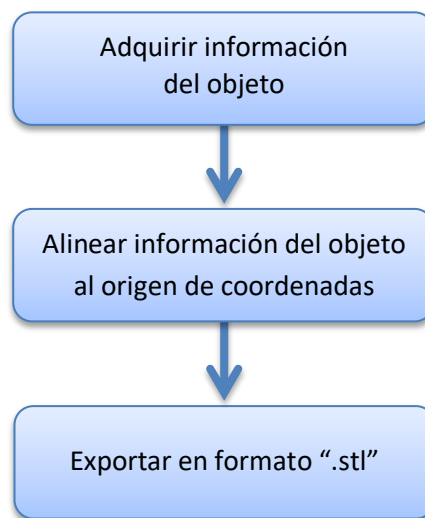 Adquirir información
del objeto
Alinear información del objeto
al origen de coordenadas
Exportar en formato “.stl”